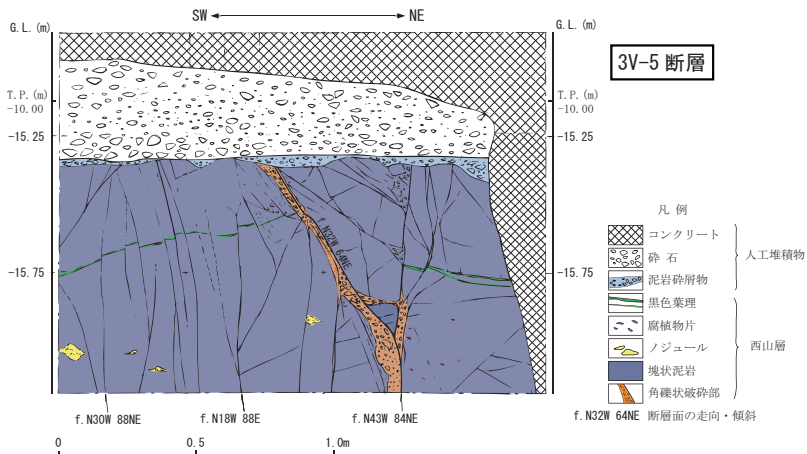 SW NE
G.L.(m)
G.L.(m)
3V-5 断層
T.P.(m)
-10.00
T.P.(m)
-10.00
-15.25
-15.25
f.N32W 64NE
-15.75
-15.75
凡 例
コンクリート
砕 石
泥岩砕屑物
人工堆積物
黒色葉理
腐植物片
ノジュール
塊状泥岩
角礫状破砕部
西山層
f.N32W 64NE 断層面の走向・傾斜
f.N30W 88NE
f.N18W 88E
f.N43W 84NE
0 0.5 1.0m